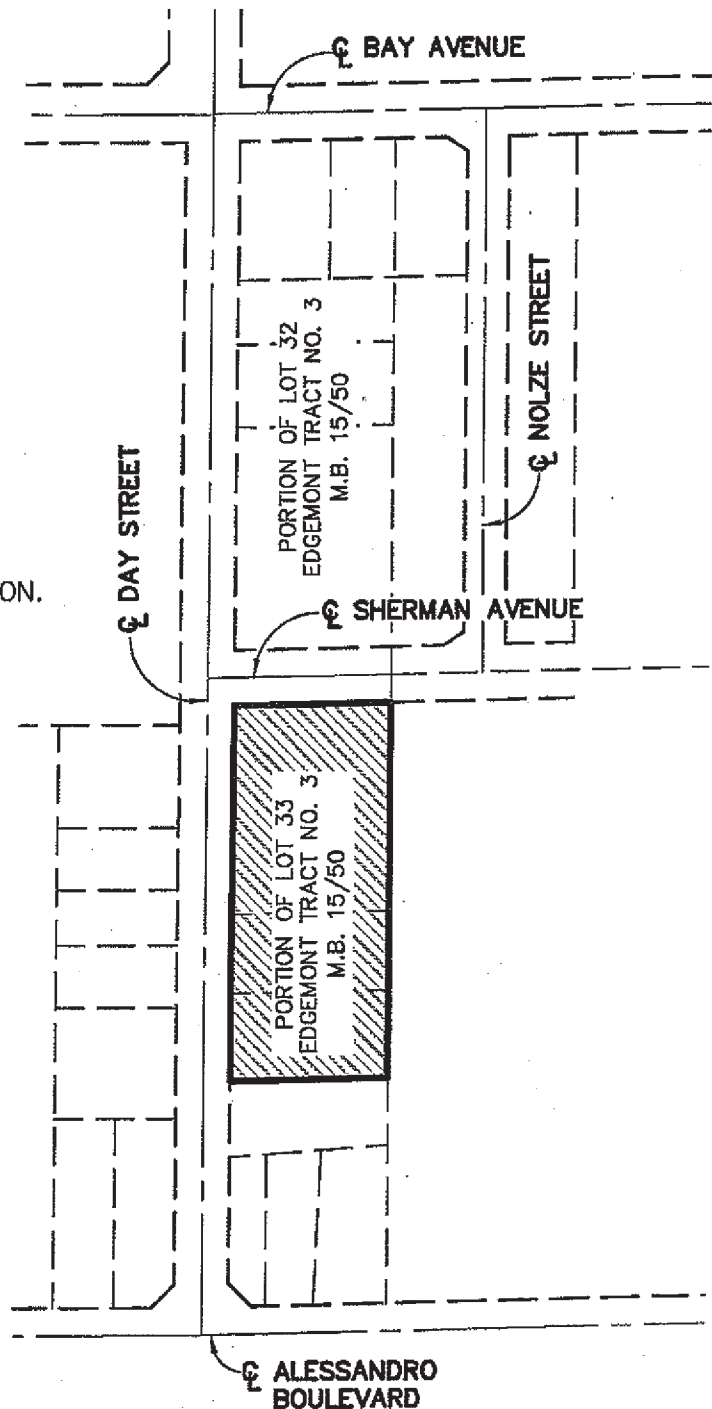 ℄ BAY AVENUE
PORTION OF LOT 32
EDGEMONT TRACT NO. 3
M.B. 15/50
℄ NOLZE STREET
℄ DAY STREET
ON.
℄ SHERMAN AVENUE
PORTION OF LOT 33
EDGEMONT TRACT NO. 3
M.B. 15/50
℄ ALESSANDRO
BOULEVARD